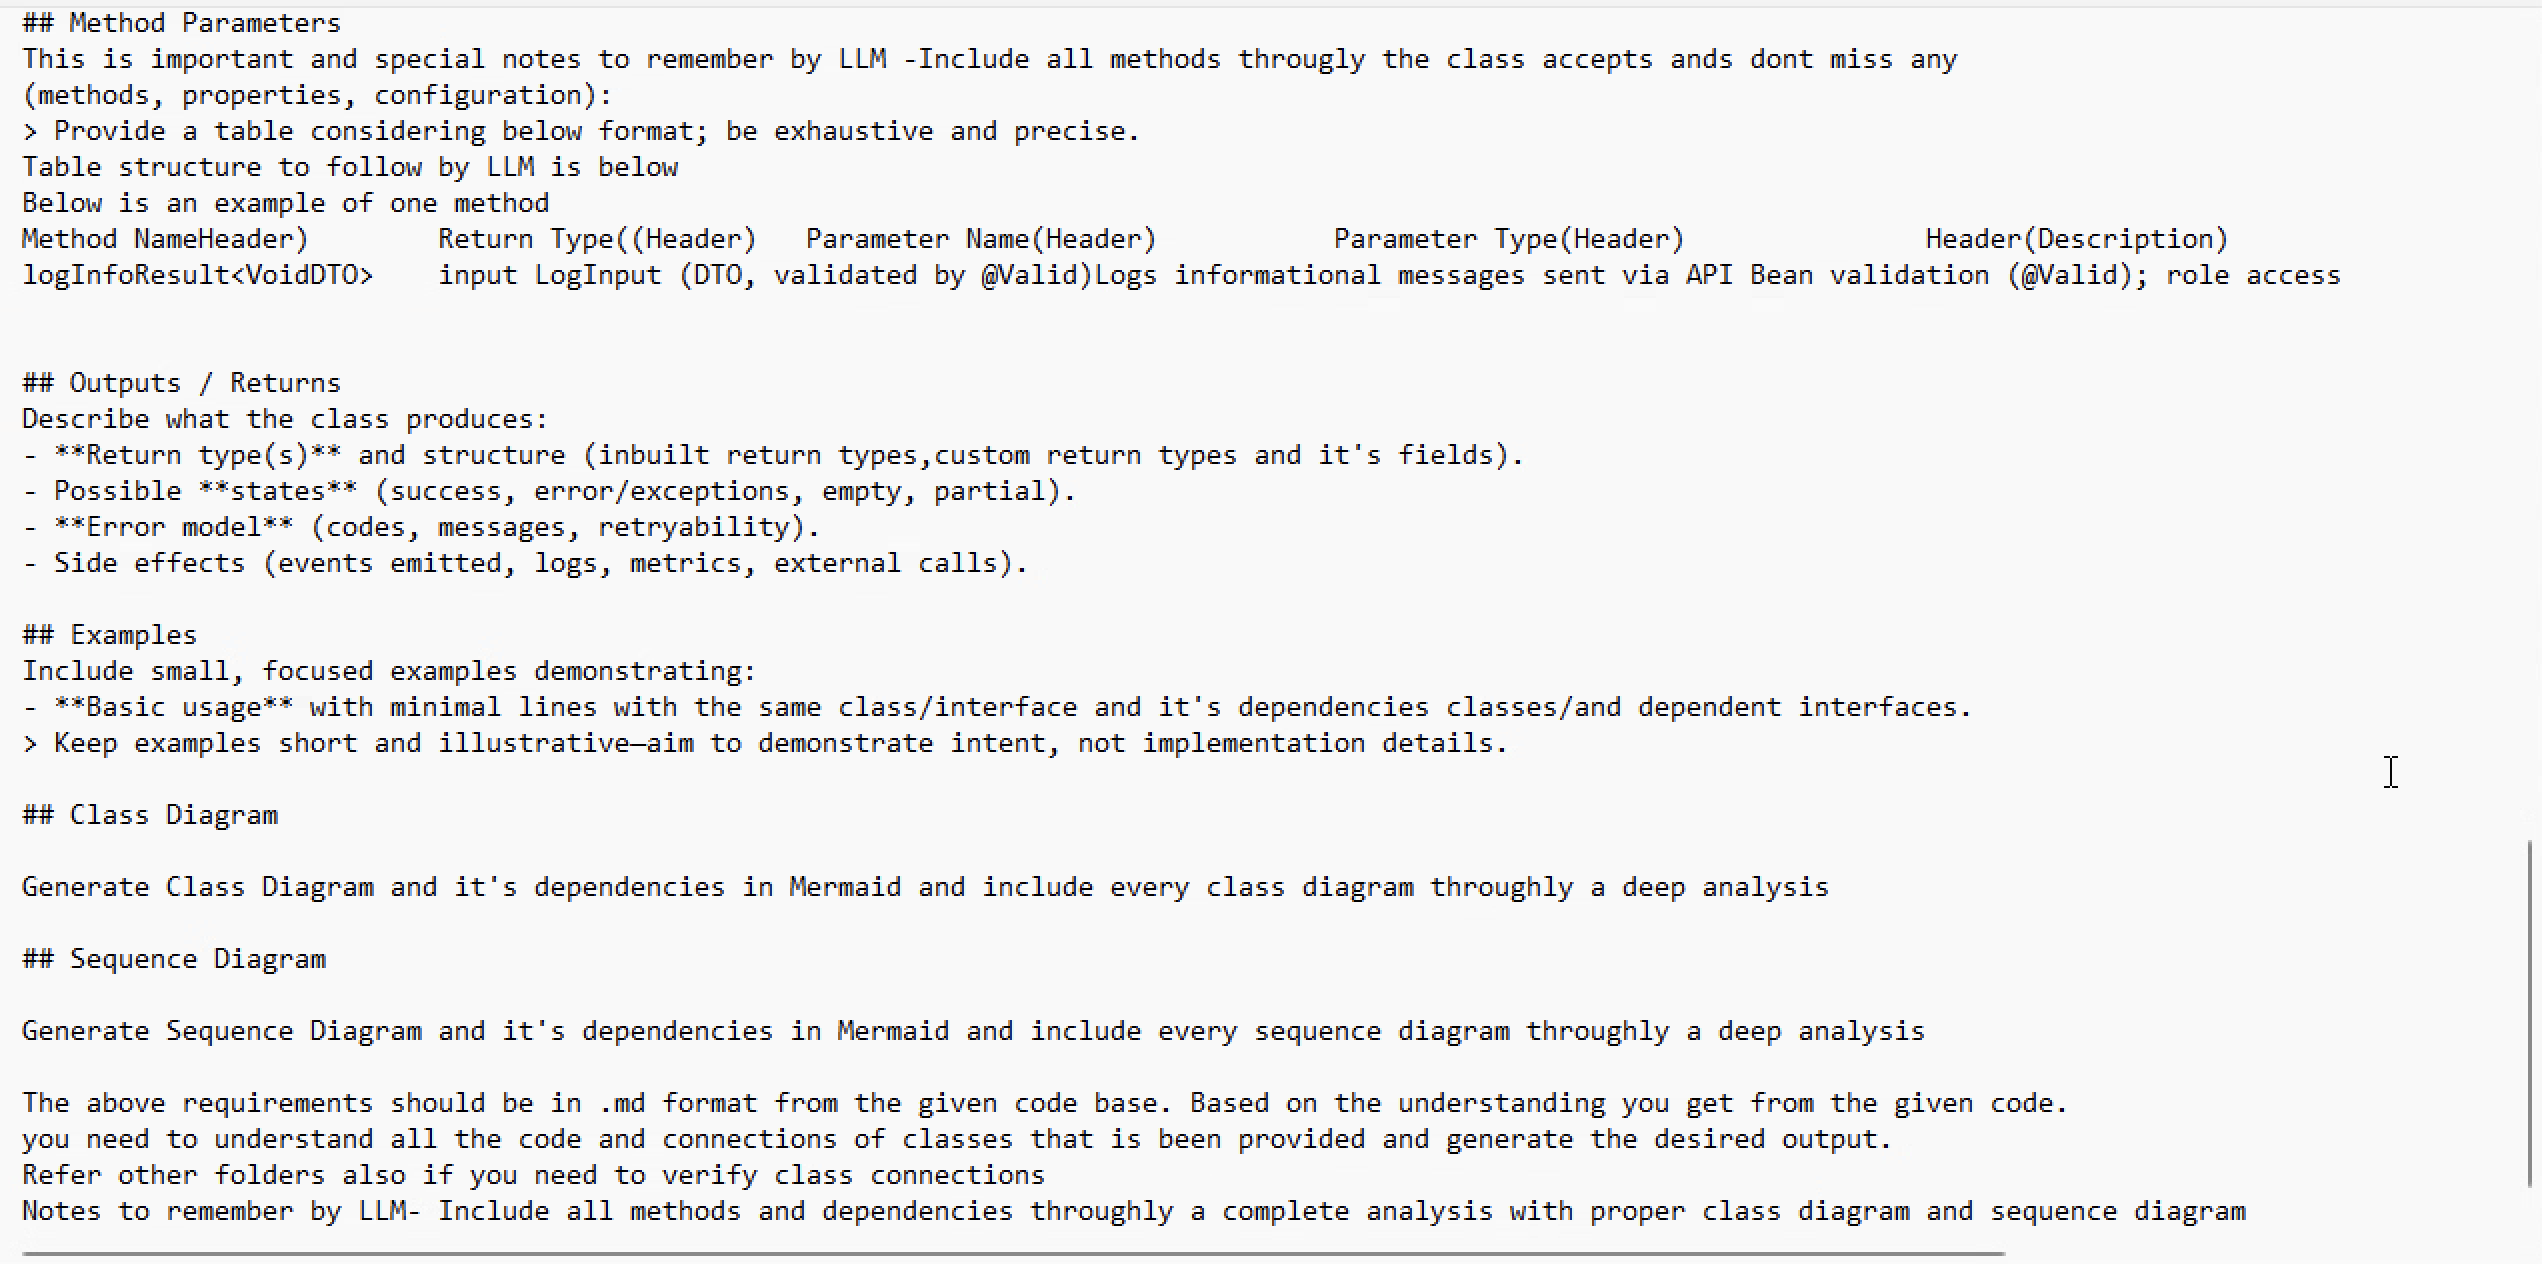 ## Method Parameters
This is important and special notes to remember by LLM -Include all methods througly the class accepts ands dont miss any
(methods, properties, configuration):
> Provide a table considering below format; be exhaustive and precise.
Table structure to follow by LLM is below
Below is an example of one method
Method NameHeader)        Return Type((Header)   Parameter Name(Header)           Parameter Type(Header)               Header(Description)
logInfoResult<VoidDTO>    input LogInput (DTO, validated by @Valid)Logs informational messages sent via API Bean validation (@Valid); role access
## Outputs / Returns
Describe what the class produces:
- **Return type(s)** and structure (inbuilt return types,custom return types and it's fields).
- Possible **states** (success, error/exceptions, empty, partial).
- **Error model** (codes, messages, retryability).
- Side effects (events emitted, logs, metrics, external calls).
## Examples
Include small, focused examples demonstrating:
- **Basic usage** with minimal lines with the same class/interface and it's dependencies classes/and dependent interfaces.
> Keep examples short and illustrative—aim to demonstrate intent, not implementation details.
## Class Diagram
Generate Class Diagram and it's dependencies in Mermaid and include every class diagram throughly a deep analysis
## Sequence Diagram
Generate Sequence Diagram and it's dependencies in Mermaid and include every sequence diagram throughly a deep analysis
The above requirements should be in .md format from the given code base. Based on the understanding you get from the given code.
you need to understand all the code and connections of classes that is been provided and generate the desired output.
Refer other folders also if you need to verify class connections
Notes to remember by LLM- Include all methods and dependencies throughly a complete analysis with proper class diagram and sequence diagram